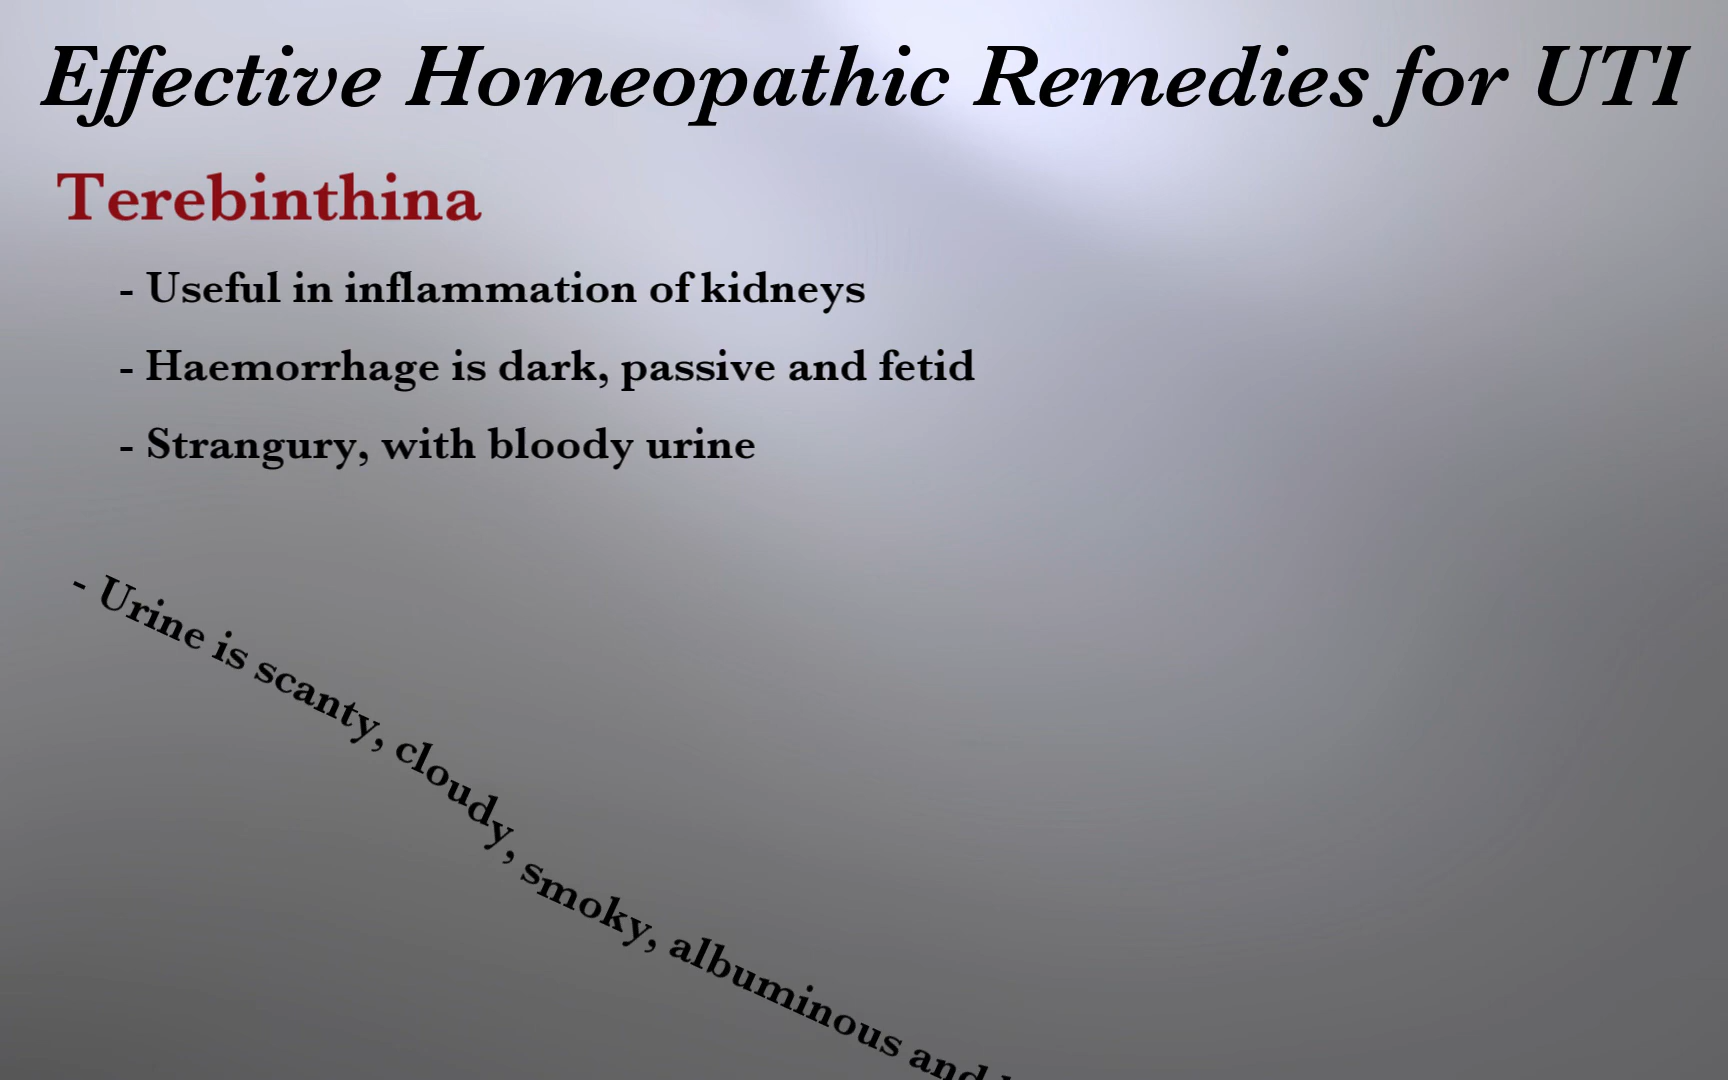 Effective Homeopathic Remedies for UTI
Terebinthina
- Useful in inflammation of kidneys
- Haemorrhage is dark, passive and fetid
- Strangury, with bloody urine
- Urine is scanty, cloudy, smoky, albuminous and